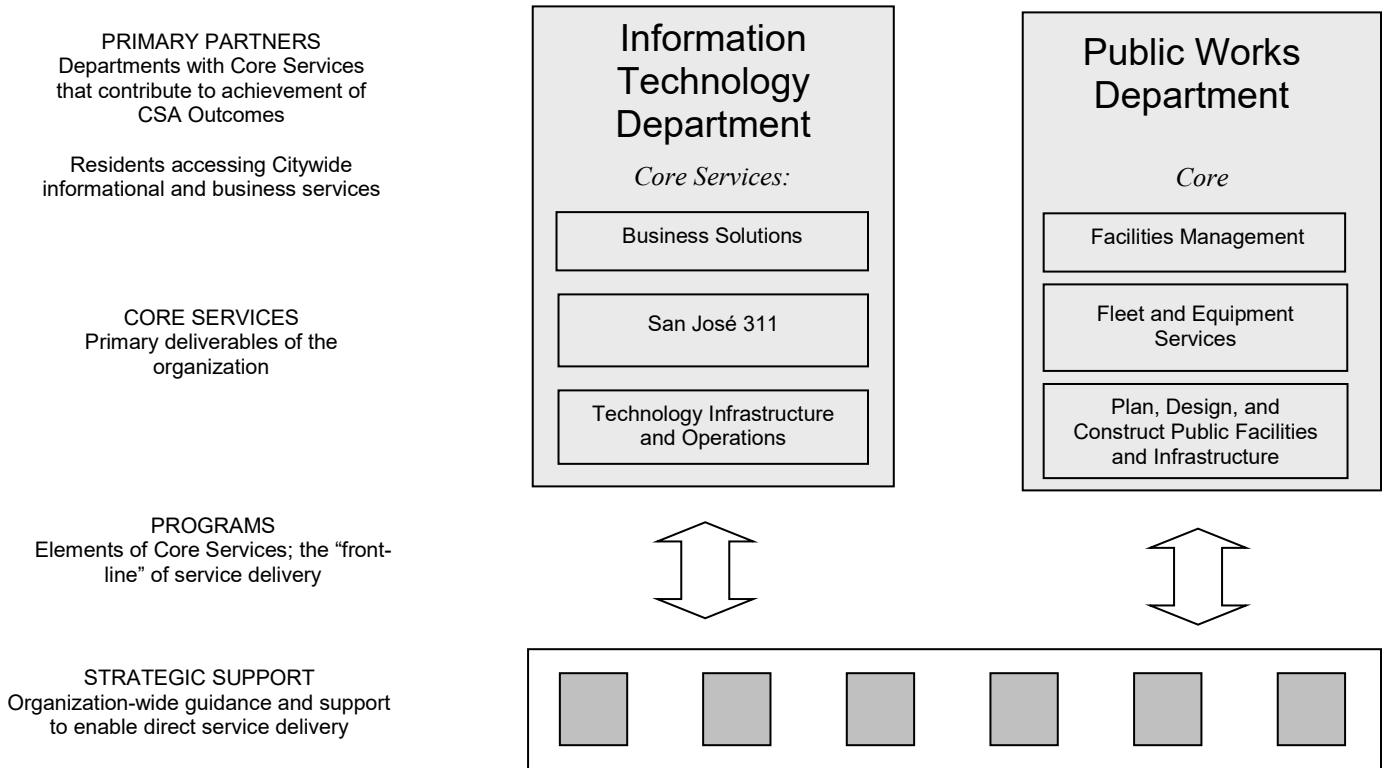 PRIMARY PARTNERS
Departments with Core Services
that contribute to achievement of
CSA Outcomes
Residents accessing Citywide
informational and business services
CORE SERVICES
Primary deliverables of the
organization
PROGRAMS
Elements of Core Services; the “front-
line” of service delivery
STRATEGIC SUPPORT
Organization-wide guidance and support
to enable direct service delivery
Information
Technology
Department
Core Services:
Business Solutions
San José 311
Technology Infrastructure
and Operations
Public Works
Department
Core
Facilities Management
Fleet and Equipment
Services
Plan, Design, and
Construct Public Facilities
and Infrastructure